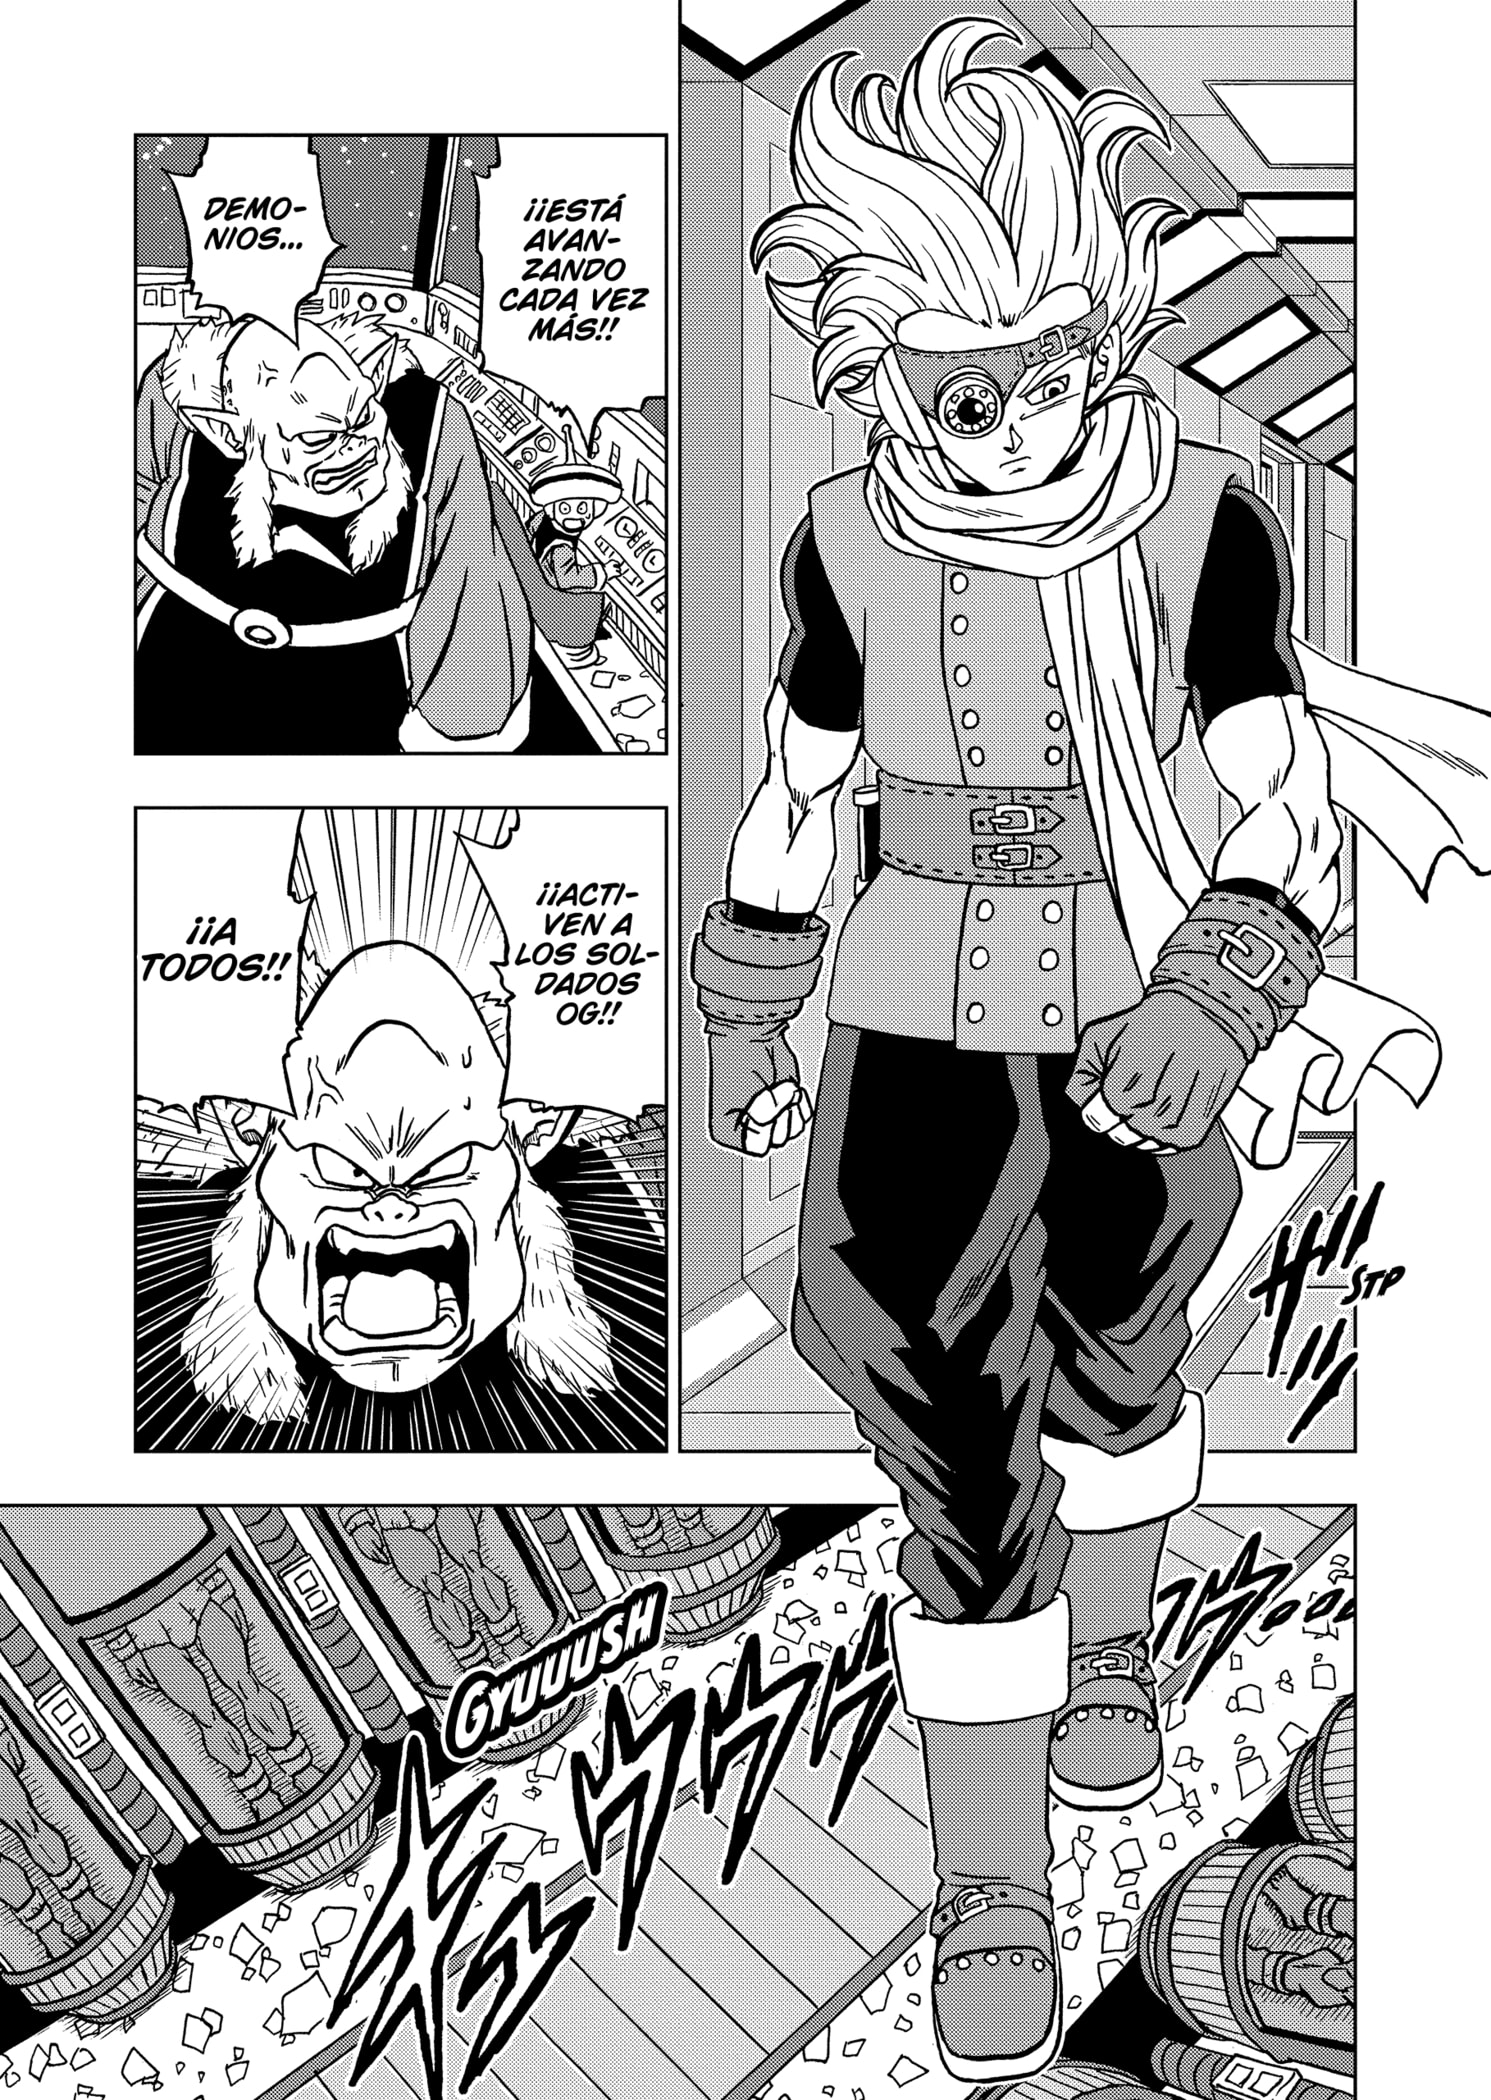 ¡¡ESTÁ
AVAN-
ZANDO
CADA VEZ
MÁS!!
DEMO-
NIOS...
¡¡ACTI-
VEN A
LOS SOL-
DADOS
OG!!
¡¡A
TODOS!!
STP
GYUUUSH